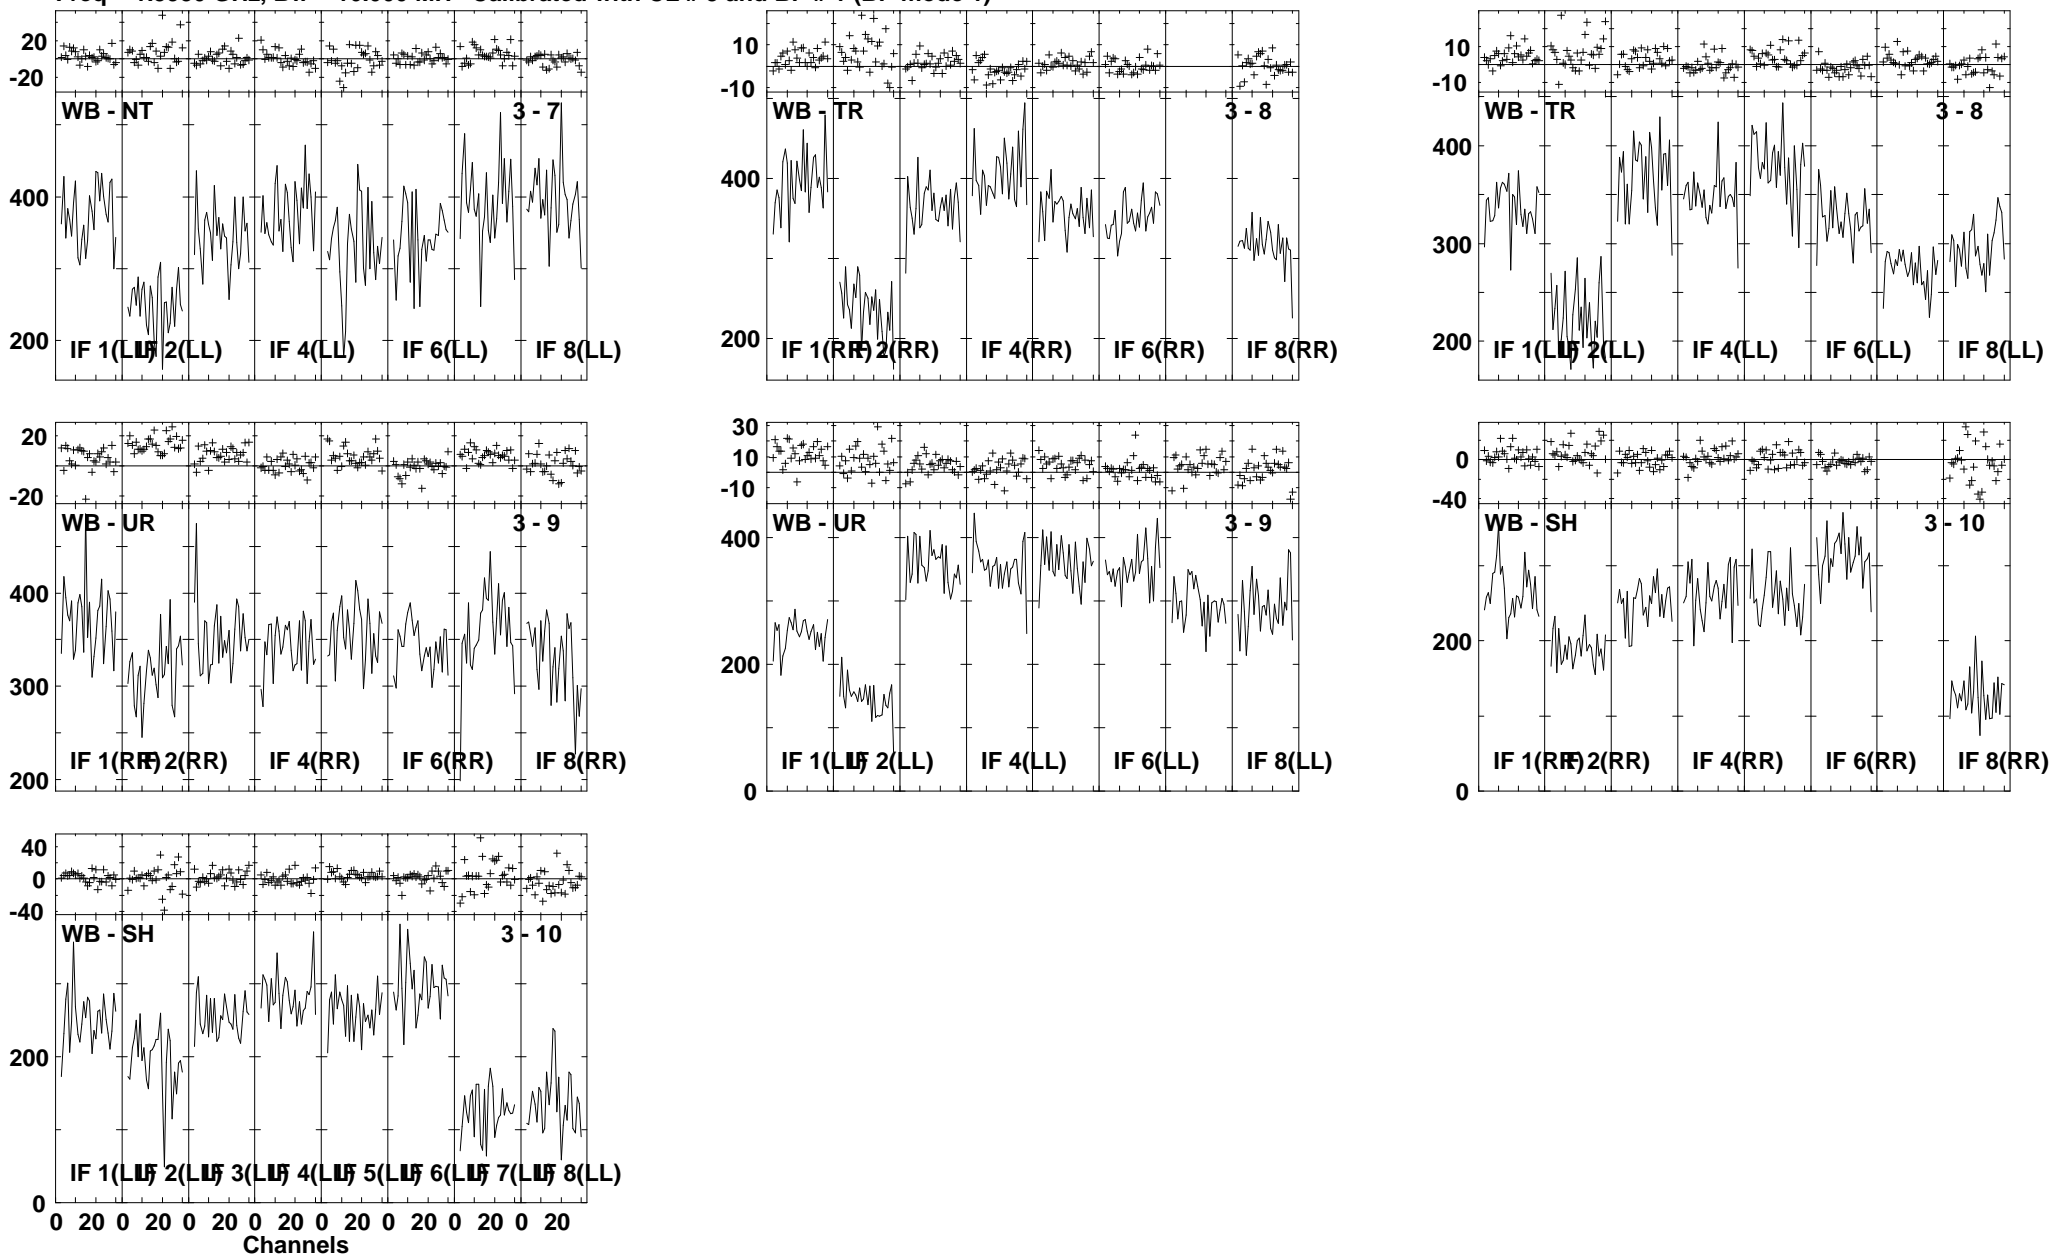 20
-20
WB - NT 3 - 7
400
200
IF 1(LL) IF 2(LL) IF 4(LL) IF 6(LL) IF 8(LL)
10
-10
WB - TR 3 - 8
400
200
IF 1(RR) IF 2(RR) IF 4(RR) IF 6(RR) IF 8(RR)
10
-10
WB - TR 3 - 8
400
300
200
IF 1(LL) IF 2(LL) IF 4(LL) IF 6(LL) IF 8(LL)
20
-20
WB - UR 3 - 9
400
300
200
IF 1(RR) IF 2(RR) IF 4(RR) IF 6(RR) IF 8(RR)
30
10
-10
WB - UR 3 - 9
400
200
0
IF 1(LL) IF 2(LL) IF 4(LL) IF 6(LL) IF 8(LL)
0
-40
WB - SH 3 - 10
200
0
IF 1(RR) IF 2(RR) IF 4(RR) IF 6(RR) IF 8(RR)
40
0
-40
WB - SH 3 - 10
200
0
IF 1(LL) IF 2(LL) IF 3(LL) IF 4(LL) IF 5(LL) IF 6(LL) IF 7(LL) IF 8(LL)
0 20 0 20 0 20 0 20 0 20 0 20 0 20 0 20
Channels